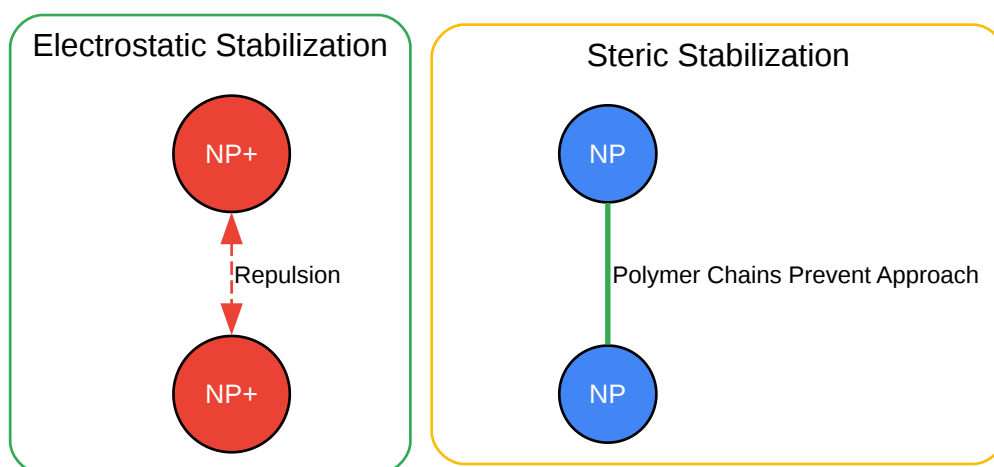 Electrostatic Stabilization
NP+
Repulsion
NP+
Steric Stabilization
NP
Polymer Chains Prevent Approach
NP